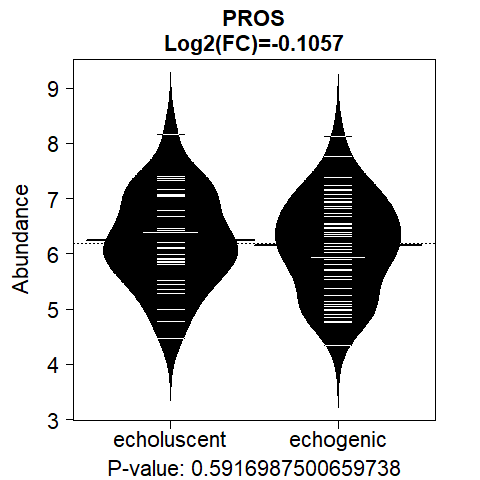 PROS
Log2(FC)=-0.1057
Abundance
9
8
7
6
5
4
3
echoluscent
echogenic
P-value: 0.5916987500659738